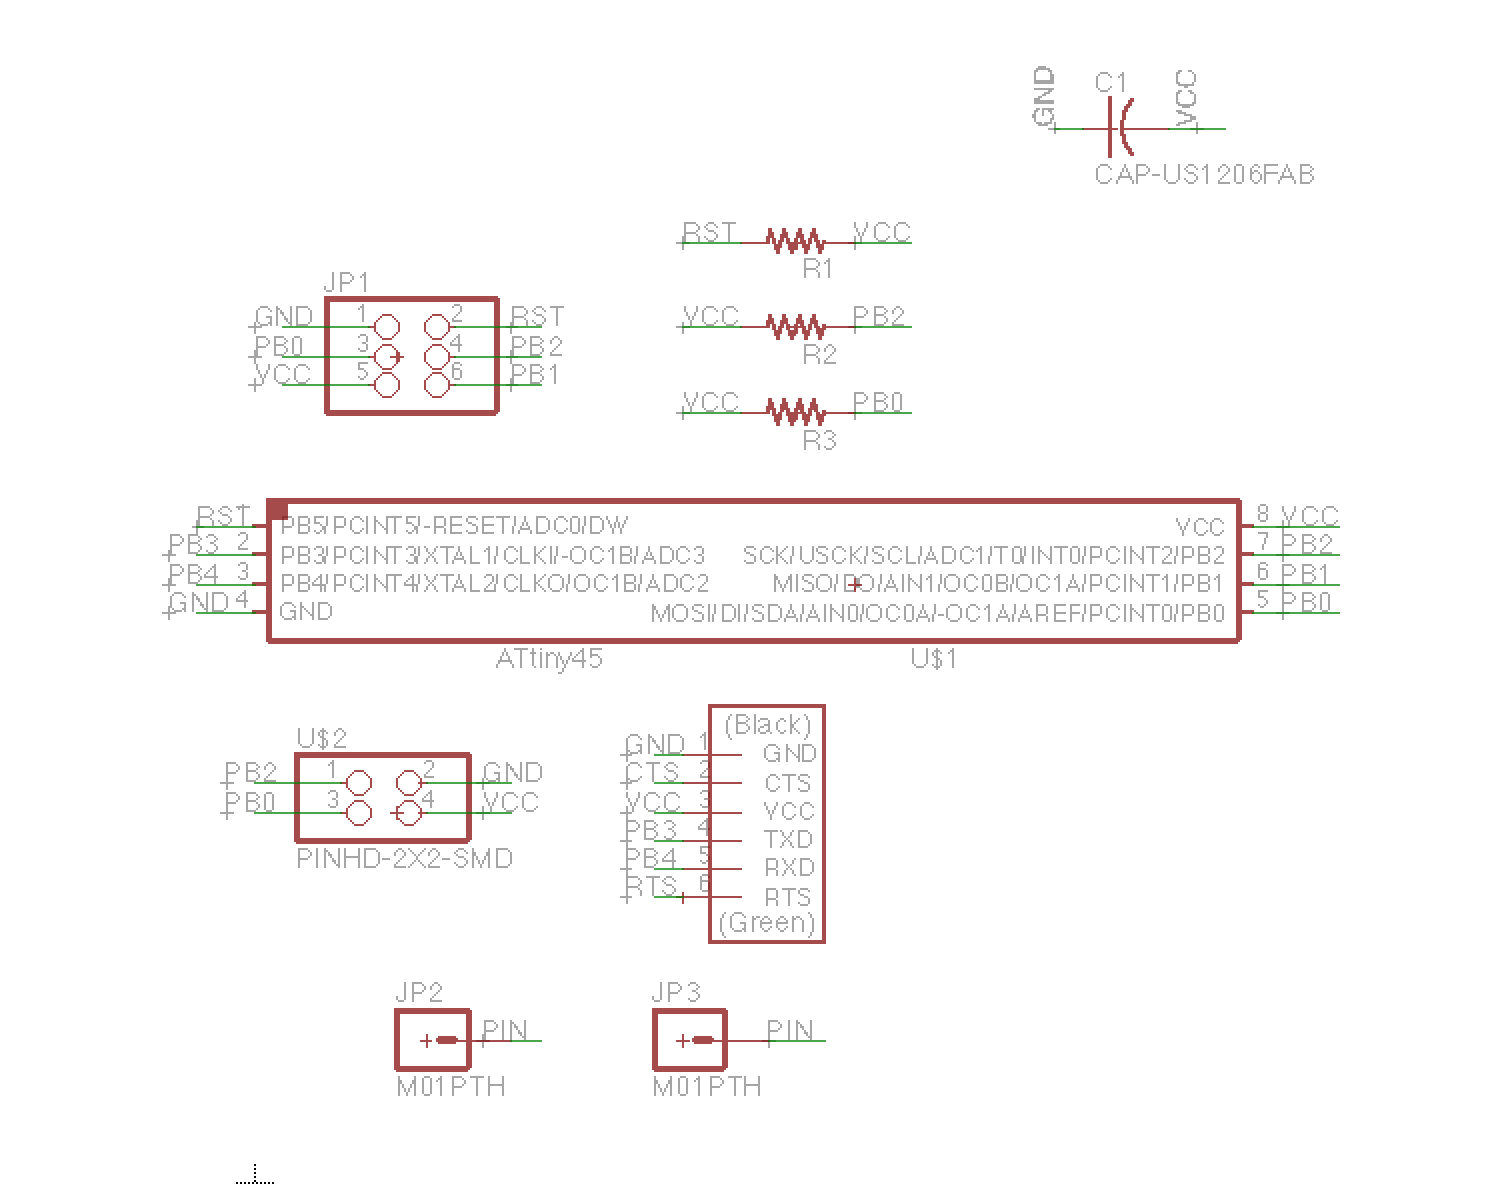 GND C1 VCC
CAP-US1206FAB
RST VCC
R1
JP1
GND 1 2 RST
VCC PB2
R2
PB0 3 4 PB2
VCC 5 6 PB1
VCC PB0
R3
RST 1 PB5/PCINT5/-RESET/ADC0/DW VCC 8 VCC
PB3 2 PB3/PCINT3/XTAL1/CLKI/-OC1B/ADC3 SCK/USCK/SCL/ADC1/T0/INT0/PCINT2/PB2 7 PB2
PB4 3 PB4/PCINT4/XTAL2/CLKO/OC1B/ADC2 MISO/DO/AIN1/OC0B/OC1A/PCINT1/PB1 6 PB1
GND 4 GND MOSI/DI/SDA/AIN0/OC0A/-OC1A/AREF/PCINT0/PB0 5 PB0
ATtiny45 U$1
U$2
PB2 1 2 GND
PB0 3 4 VCC
PINHD-2X2-SMD
(Black)
GND 1 GND
CTS 2 CTS
VCC 3 VCC
PB3 4 TXD
PB4 5 RXD
RTS 6 RTS
(Green)
JP2
PIN
M01PTH
JP3
PIN
M01PTH